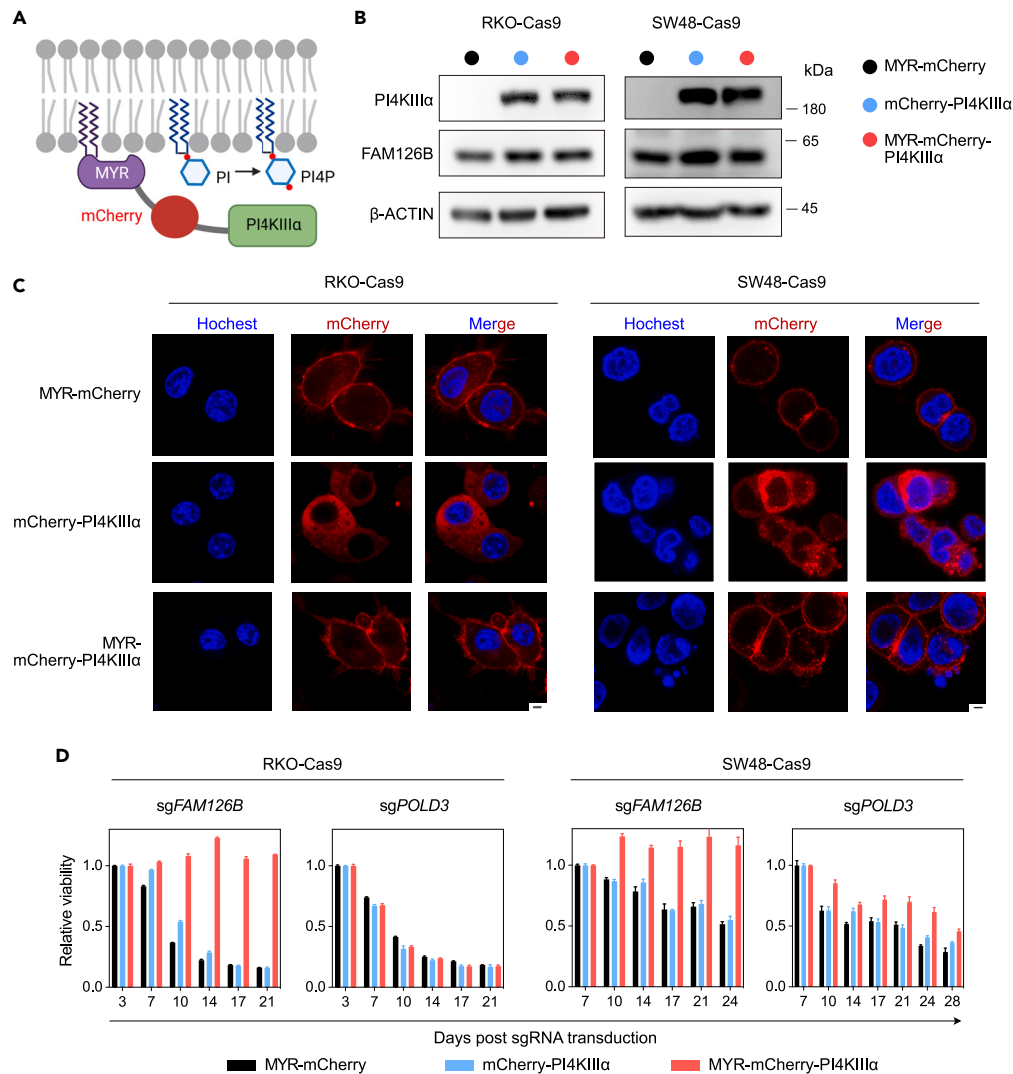 A
MYR
PI
PI4P
mCherry
PI4KIIIα
B
RKO-Cas9
SW48-Cas9
kDa
PI4KIIIα
180
65
FAM126B
β-ACTIN
45
MYR-mCherry
mCherry-PI4KIIIα
MYR-mCherry-
PI4KIIIα
C
RKO-Cas9
SW48-Cas9
Hochest
mCherry
Merge
Hochest
mCherry
Merge
MYR-mCherry
mCherry-PI4KIIIα
MYR-
mCherry-PI4KIIIα
D
RKO-Cas9
SW48-Cas9
sgFAM126B
sgPOLD3
sgFAM126B
sgPOLD3
Relative viability
1.0
0.5
0.0
3 7 10 14 17 21
1.0
0.5
0.0
3 7 10 14 17 21
1.0
0.5
0.0
7 10 14 17 21 24
1.0
0.5
0.0
7 10 14 17 21 24 28
Days post sgRNA transduction
MYR-mCherry
mCherry-PI4KIIIα
MYR-mCherry-PI4KIIIα